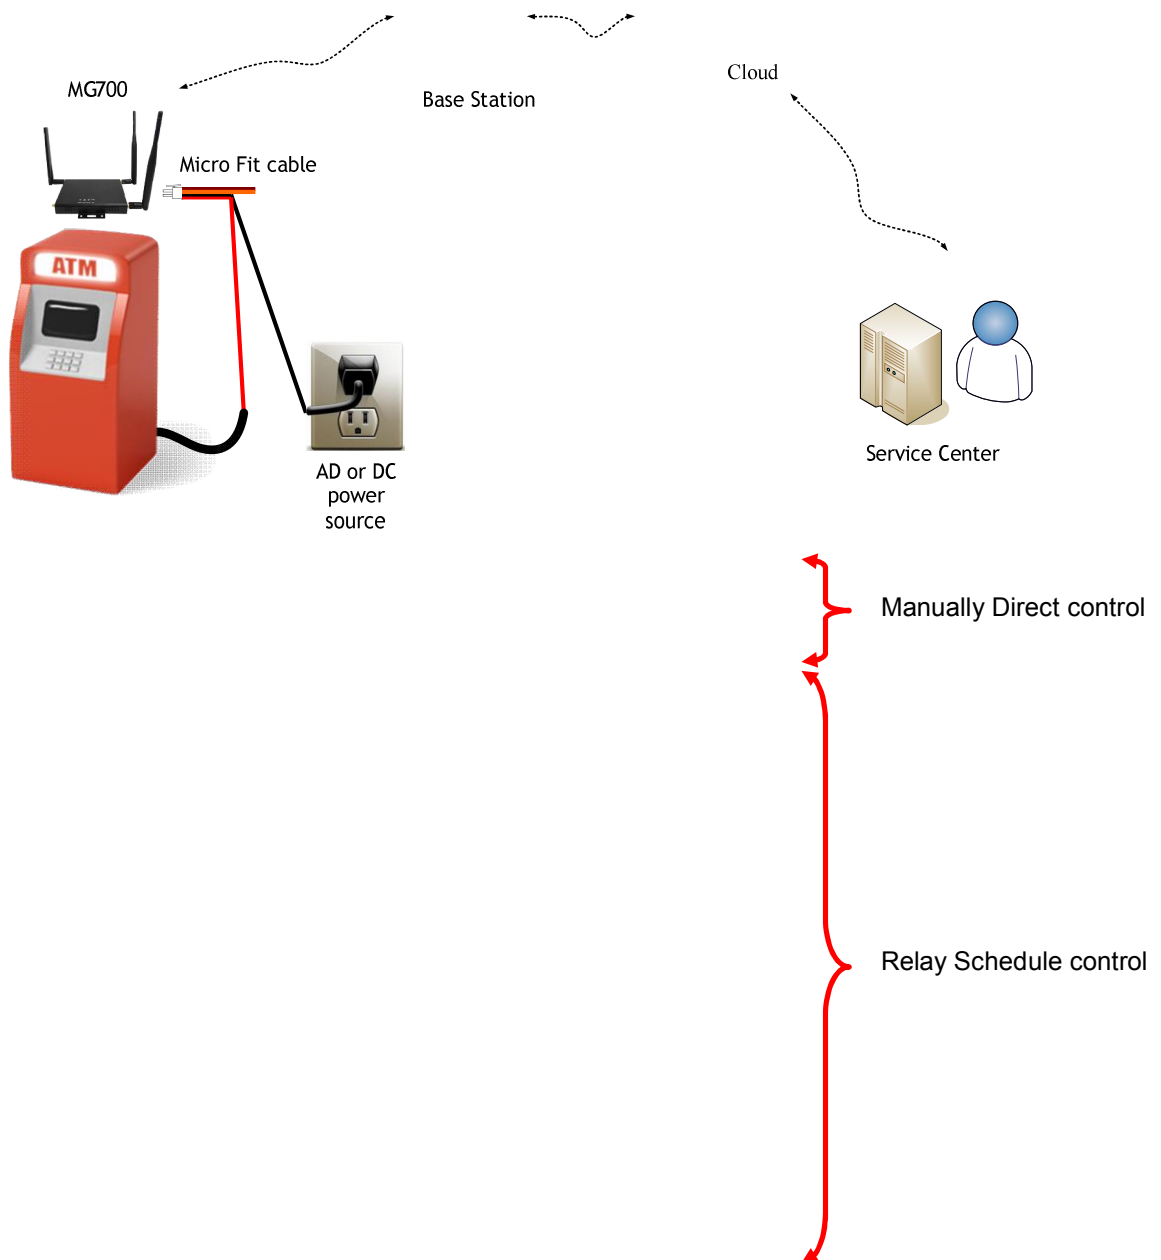 Cloud
MG700
Base Station
Micro Fit cable
ATM
Service Center
AD or DC
power
source
Manually Direct control
Relay Schedule control